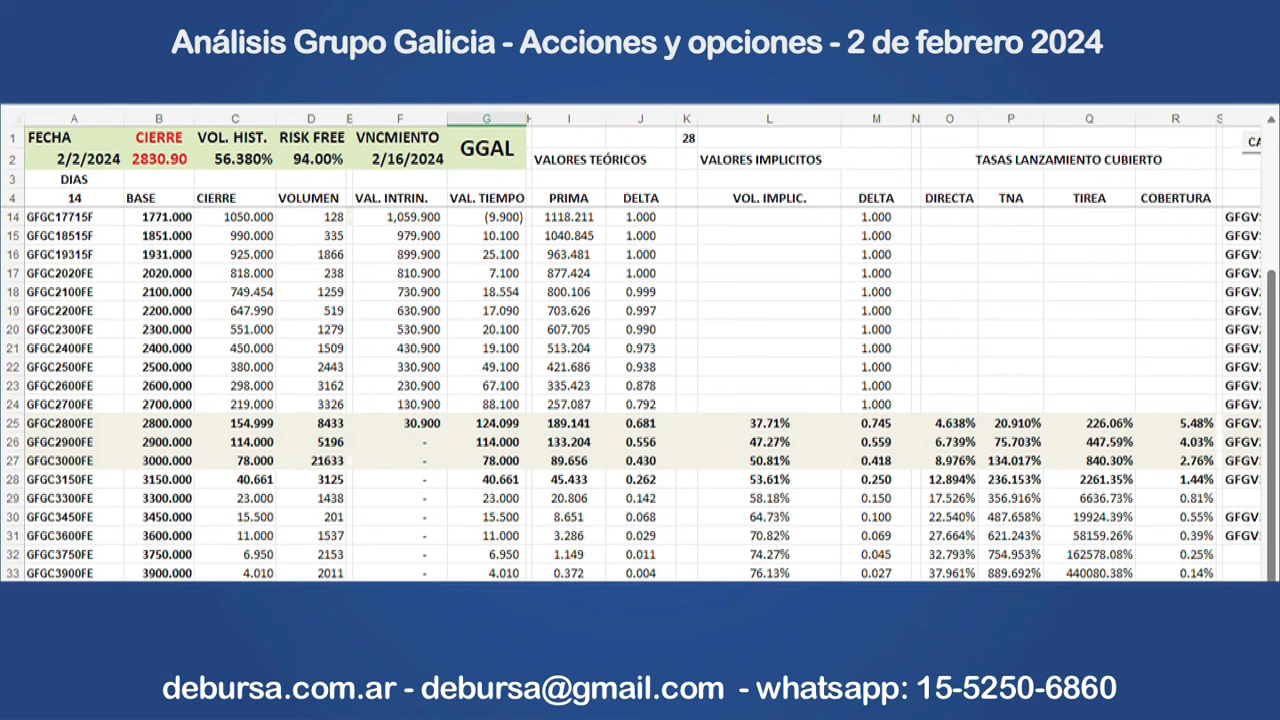 Análisis Grupo Galicia - Acciones y opciones - 2 de febrero 2024
A B C D E F G H I J K L M N O P Q R S
1 FECHA CIERRE VOL. HIST. RISK FREE VNCMIENTO GGAL 28
2 2/2/2024 2830.90 56.380% 94.00% 2/16/2024 VALORES TEÓRICOS VALORES IMPLICITOS TASAS LANZAMIENTO CUBIERTO CA
3 DIAS
4 14 BASE CIERRE VOLUMEN VAL. INTRIN. VAL. TIEMPO PRIMA DELTA VOL. IMPLIC. DELTA DIRECTA TNA TIREA COBERTURA
14 GFGC17715F 1771.000 1050.000 128 1,059.900 (9.900) 1118.211 1.000 1.000
15 GFGC18515F 1851.000 990.000 335 979.900 10.100 1040.845 1.000 1.000
16 GFGC19315F 1931.000 925.000 1866 899.900 25.100 963.481 1.000 1.000
17 GFGC2020FE 2020.000 818.000 238 810.900 7.100 877.424 1.000 1.000 GFGV
18 GFGC2100FE 2100.000 749.454 1259 730.900 18.554 800.106 0.999 1.000 GFGV
19 GFGC2200FE 2200.000 647.990 519 630.900 17.090 703.626 0.997 1.000 GFGV
20 GFGC2300FE 2300.000 551.000 1279 530.900 20.100 607.705 0.990 1.000 GFGV
21 GFGC2400FE 2400.000 450.000 1509 430.900 19.100 513.204 0.973 1.000 GFGV
22 GFGC2500FE 2500.000 380.000 2443 330.900 49.100 421.686 0.938 1.000 GFGV
23 GFGC2600FE 2600.000 298.000 3162 230.900 67.100 335.423 0.878 1.000 GFGV
24 GFGC2700FE 2700.000 219.000 3326 130.900 88.100 257.087 0.792 1.000 GFGV
25 GFGC2800FE 2800.000 154.999 8433 30.900 124.099 189.141 0.681 37.71% 0.745 4.638% 20.910% 226.06% 5.48% GFGV
26 GFGC2900FE 2900.000 114.000 5196 - 114.000 133.204 0.556 47.27% 0.559 6.739% 75.703% 447.59% 4.03% GFGV
27 GFGC3000FE 3000.000 78.000 21633 - 78.000 89.656 0.430 50.81% 0.418 8.976% 134.017% 840.30% 2.76% GFGV
28 GFGC3150FE 3150.000 40.661 3125 - 40.661 45.433 0.262 53.61% 0.250 12.894% 236.153% 2261.35% 1.44% GFGV
29 GFGC3300FE 3300.000 23.000 1438 - 23.000 20.806 0.142 58.18% 0.150 17.526% 356.916% 6636.73% 0.81%
30 GFGC3450FE 3450.000 15.500 201 - 15.500 8.651 0.068 64.73% 0.100 22.540% 487.658% 19924.39% 0.55% GFGV
31 GFGC3600FE 3600.000 11.000 1537 - 11.000 3.286 0.029 70.82% 0.069 27.664% 621.243% 58159.26% 0.39% GFGV
32 GFGC3750FE 3750.000 6.950 2153 - 6.950 1.149 0.011 74.27% 0.045 32.793% 754.953% 162578.08% 0.25%
33 GFGC3900FE 3900.000 4.010 2011 - 4.010 0.372 0.004 76.13% 0.027 37.961% 889.692% 440080.38% 0.14%
debursa.com.ar - debursa@gmail.com - whatsapp: 15-5250-6860